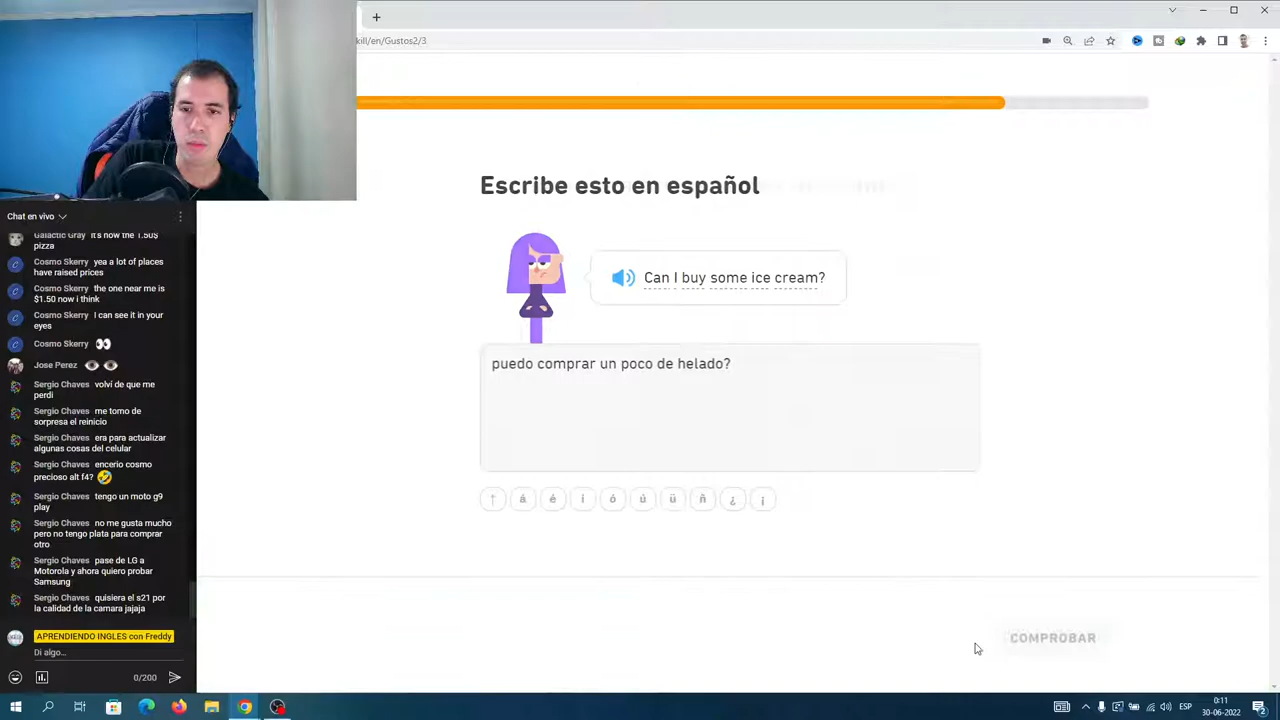 kill/en/Gustos2/3
Escribe esto en español
Can I buy some ice cream?
puedo comprar un poco de helado?
↑ á é í ó ú ü ñ ¿ ¡
COMPROBAR
Chat en vivo
Galactic Gray it's now the 1.50$
pizza
Cosmo Skerry yea a lot of places
have raised prices
Cosmo Skerry the one near me is
$1.50 now i think
Cosmo Skerry I can see it in your
eyes
Cosmo Skerry
Jose Perez
Sergio Chaves volví de que me
perdi
Sergio Chaves me tomo de
sorpresa el reinicio
Sergio Chaves era para actualizar
algunas cosas del celular
Sergio Chaves encerio cosmo
precioso alt f4?
Sergio Chaves tengo un moto g9
play
Sergio Chaves no me gusta mucho
pero no tengo plata para comprar
otro
Sergio Chaves pase de LG a
Motorola y ahora quiero probar
Samsung
Sergio Chaves quisiera el s21 por
la calidad de la camara jajaja
APRENDIENDO INGLES con Freddy
Di algo...
0/200
ESP
0:11
30-06-2022
2